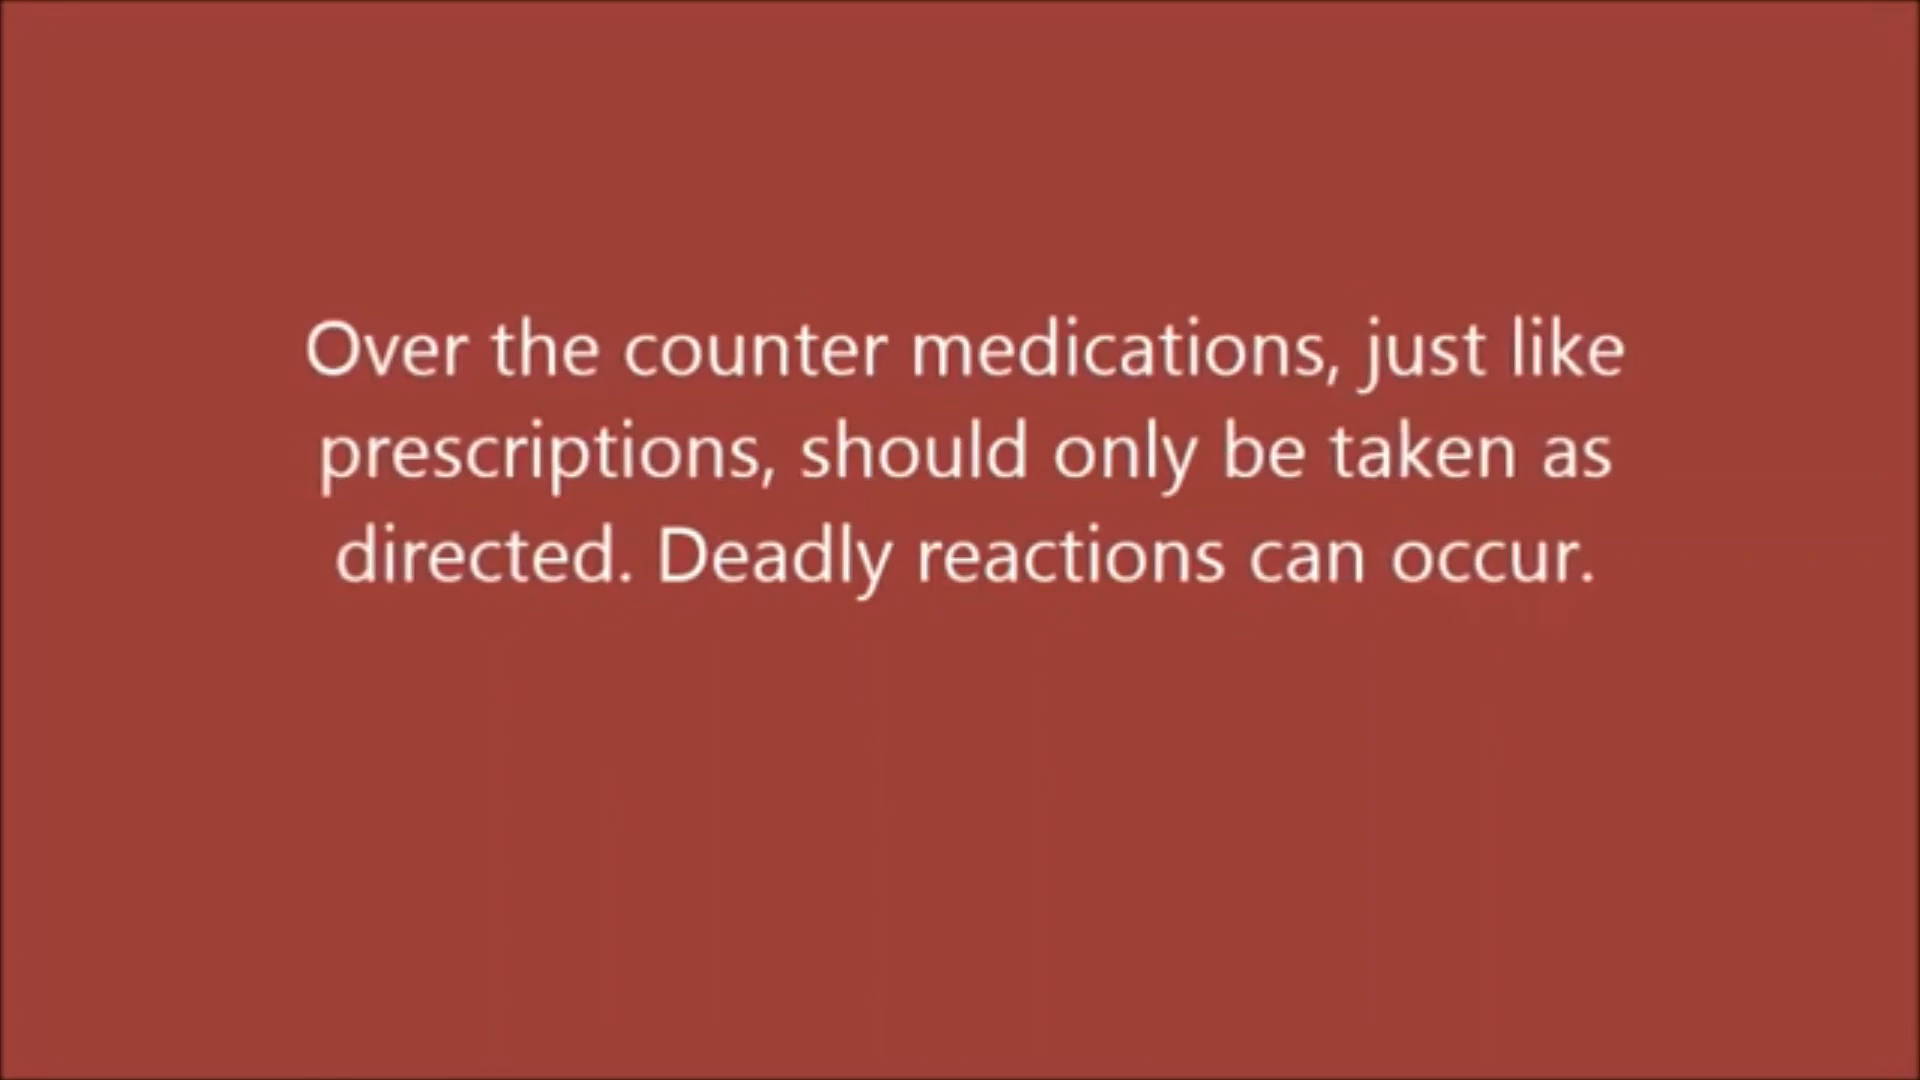 Over the counter medications, just like
prescriptions, should only be taken as
directed. Deadly reactions can occur.